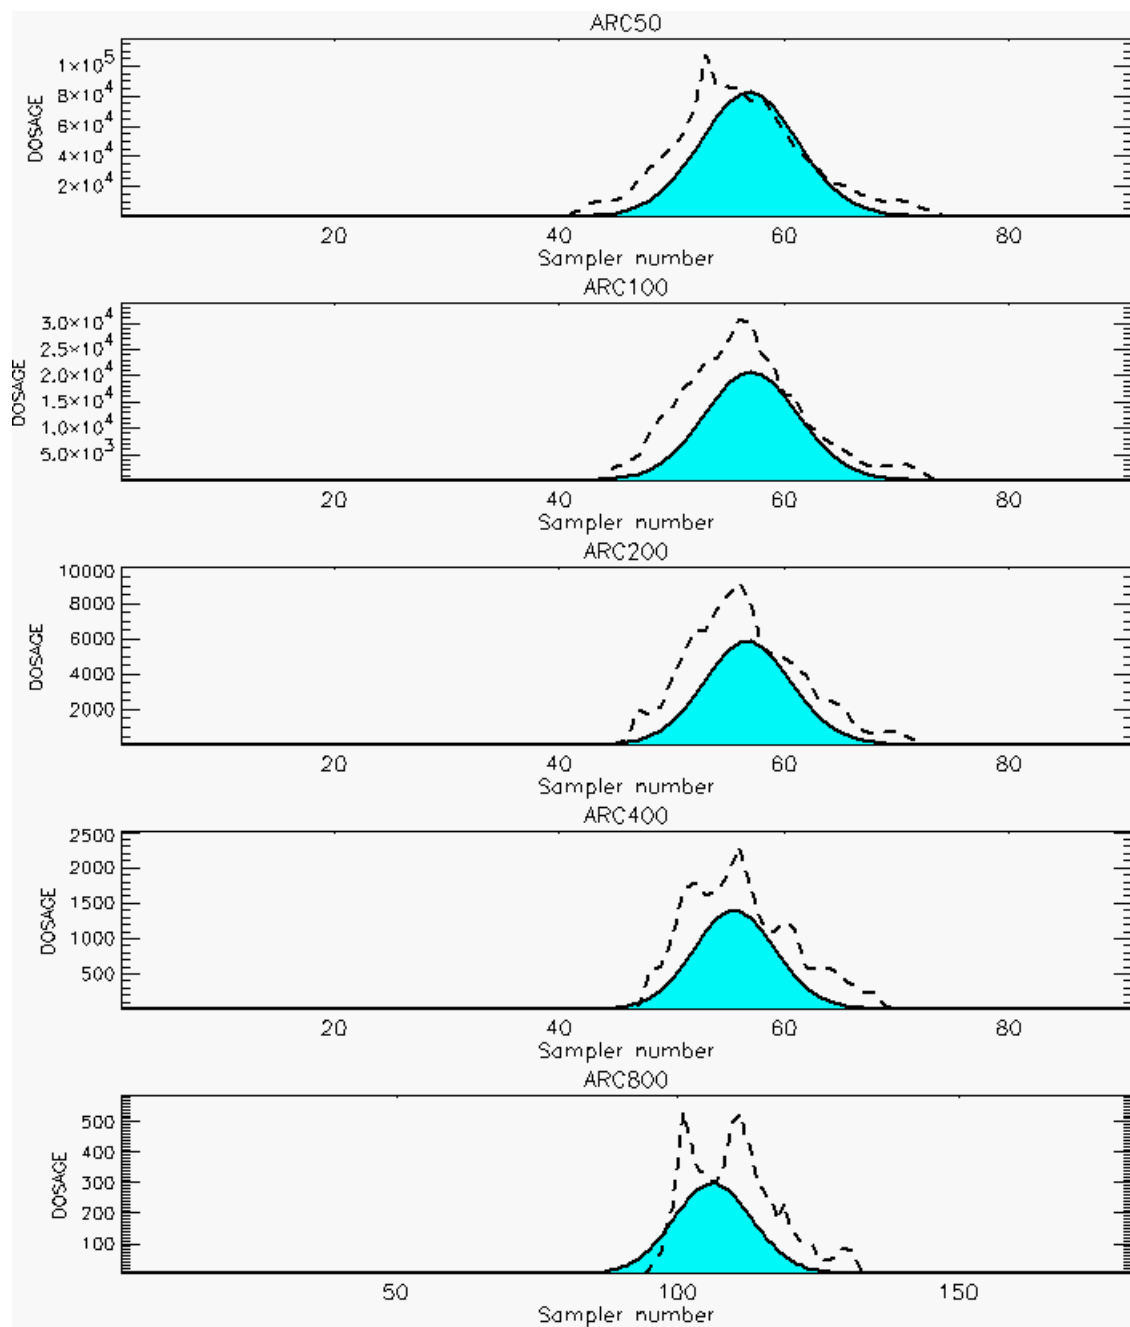 ARC50
DOSAGE
1×10⁵
8×10⁴
6×10⁴
4×10⁴
2×10⁴
20 40 60 80
Sampler number
ARC100
DOSAGE
3.0×10⁴
2.5×10⁴
2.0×10⁴
1.5×10⁴
1.0×10⁴
5.0×10³
20 40 60 80
Sampler number
ARC200
DOSAGE
10000
8000
6000
4000
2000
20 40 60 80
Sampler number
ARC400
DOSAGE
2500
2000
1500
1000
500
20 40 60 80
Sampler number
ARC800
DOSAGE
500
400
300
200
100
50 100 150
Sampler number